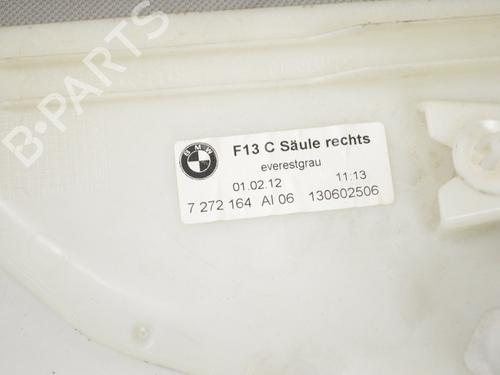 B-PARTS
BMW
F13 C Säule rechts
everestgrau
01.02.12 11:13
7 272 164 AI 06 130602506